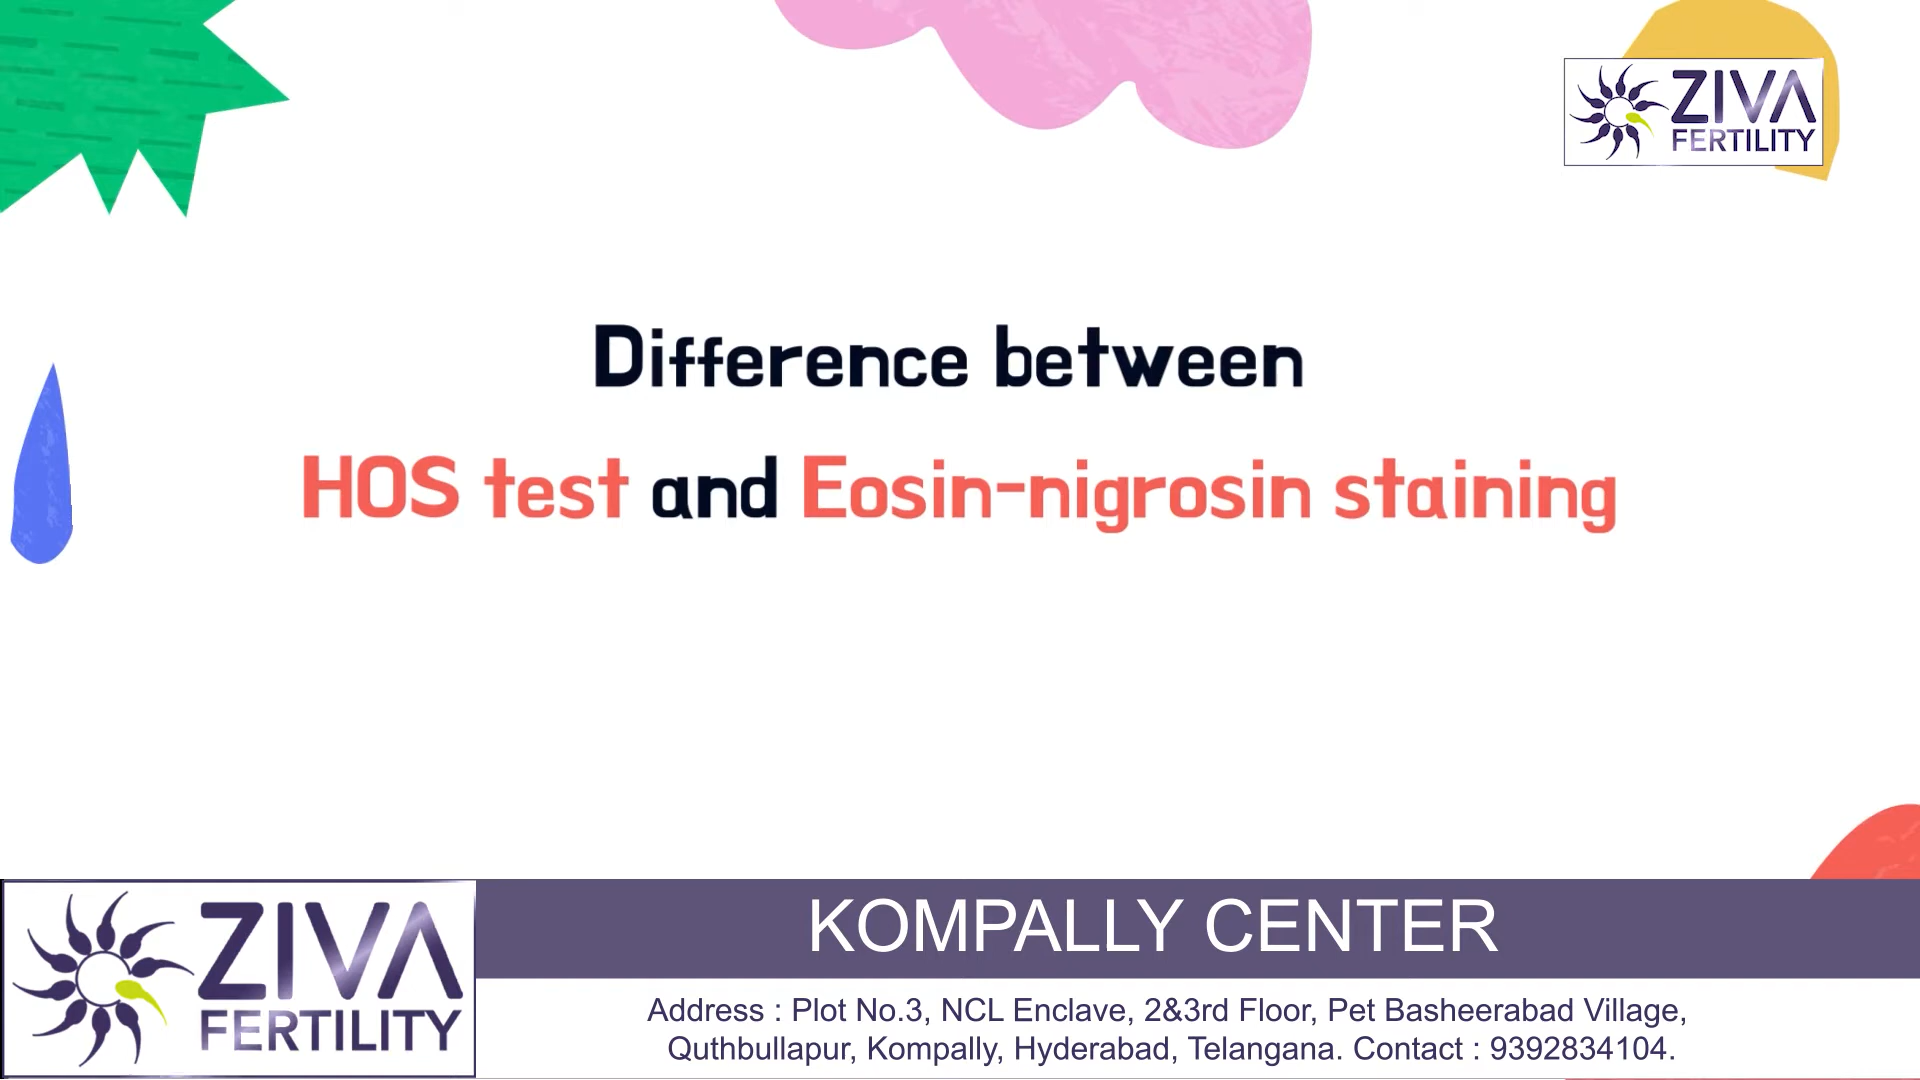 ZIVA
FERTILITY
Difference between
HOS test and Eosin-nigrosin staining
ZIVA
FERTILITY
KOMPALLY CENTER
Address : Plot No.3, NCL Enclave, 2&3rd Floor, Pet Basheerabad Village,
Quthbullapur, Kompally, Hyderabad, Telangana. Contact : 9392834104.